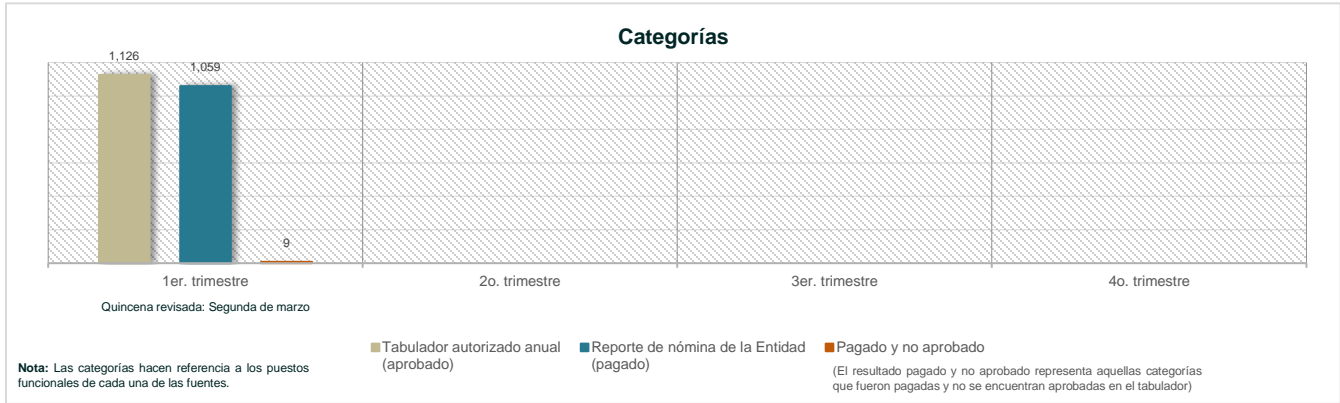 Categorías
1,126
1,059
9
1er. trimestre
2o. trimestre
3er. trimestre
4o. trimestre
Quincena revisada: Segunda de marzo
Tabulador autorizado anual
(aprobado)
Reporte de nómina de la Entidad
(pagado)
Pagado y no aprobado
(El resultado pagado y no aprobado representa aquellas categorías
que fueron pagadas y no se encuentran aprobadas en el tabulador)
Nota: Las categorías hacen referencia a los puestos
funcionales de cada una de las fuentes.